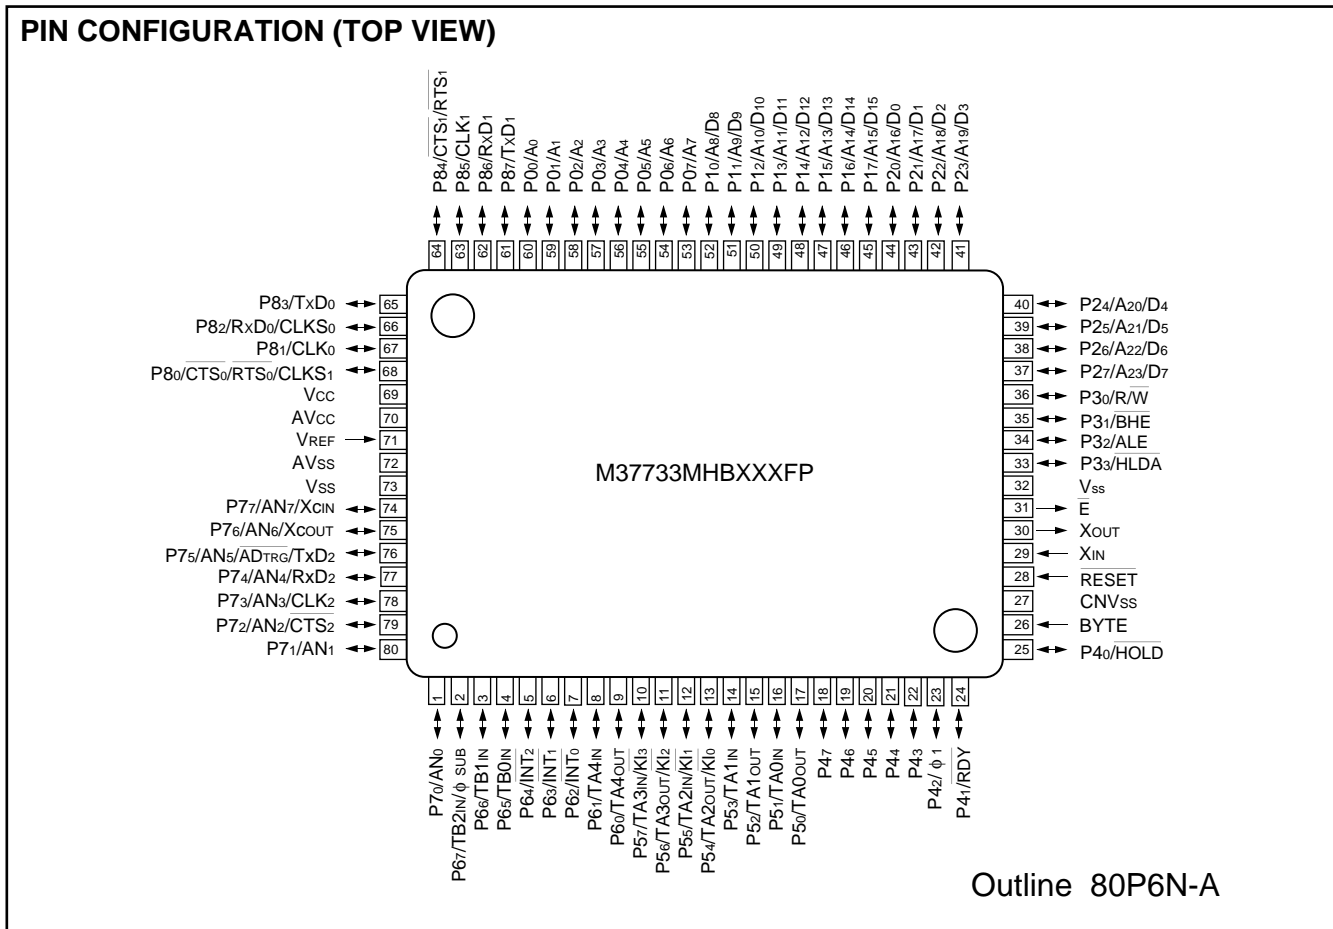 PIN CONFIGURATION (TOP VIEW)
P84/CTS1/RTS1
P85/CLK1
P86/RxD1
P87/TxD1
P00/A0
P01/A1
P02/A2
P03/A3
P04/A4
P05/A5
P06/A6
P07/A7
P10/A8/D8
P11/A9/D9
P12/A10/D10
P13/A11/D11
P14/A12/D12
P15/A13/D13
P16/A14/D14
P17/A15/D15
P20/A16/D0
P21/A17/D1
P22/A18/D2
P23/A19/D3
64 63 62 61 60 59 58 57 56 55 54 53 52 51 50 49 48 47 46 45 44 43 42 41
P83/TxD0 65
P82/RxD0/CLKS0 66
P81/CLK0 67
P80/CTS0/RTS0/CLKS1 68
Vcc 69
AVcc 70
VREF 71
AVss 72
Vss 73
P77/AN7/XCIN 74
P76/AN6/XCOUT 75
P75/AN5/ADTRG/TxD2 76
P74/AN4/RxD2 77
P73/AN3/CLK2 78
P72/AN2/CTS2 79
P71/AN1 80
M37733MHBXXXFP
40 P24/A20/D4
39 P25/A21/D5
38 P26/A22/D6
37 P27/A23/D7
36 P30/R/W
35 P31/BHE
34 P32/ALE
33 P33/HLDA
32 Vss
31 E
30 XOUT
29 XIN
28 RESET
27 CNVss
26 BYTE
25 P40/HOLD
1 2 3 4 5 6 7 8 9 10 11 12 13 14 15 16 17 18 19 20 21 22 23 24
P70/AN0
P67/TB2IN/ϕ SUB
P66/TB1IN
P65/TB0IN
P64/INT2
P63/INT1
P62/INT0
P61/TA4IN
P60/TA4OUT
P57/TA3IN/KI3
P56/TA3OUT/KI2
P55/TA2IN/KI1
P54/TA2OUT/KI0
P53/TA1IN
P52/TA1OUT
P51/TA0IN
P50/TA0OUT
P47
P46
P45
P44
P43
P42/ϕ 1
P41/RDY
Outline 80P6N-A